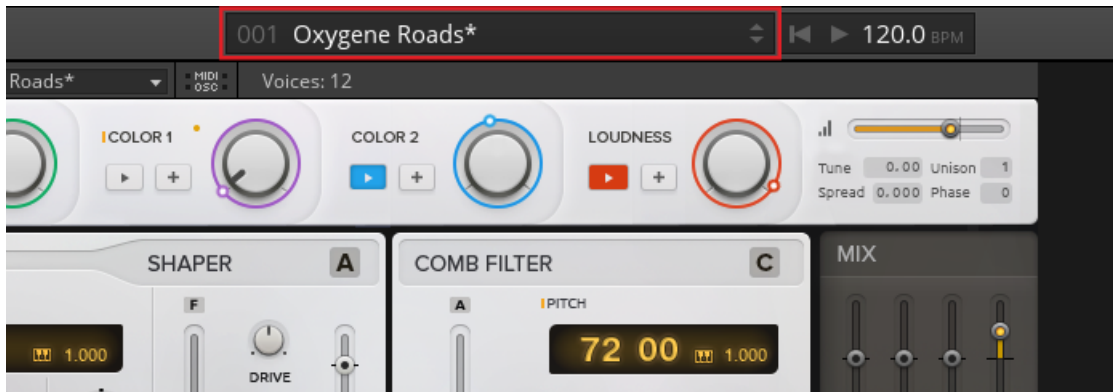 001 Oxygene Roads* 120.0 BPM
Roads* MIDI OSC Voices: 12
COLOR 1 COLOR 2 LOUDNESS
Tune 0.00 Unison 1
Spread 0.000 Phase 0
SHAPER A COMB FILTER C MIX
F A PITCH
1.000 72 00 1.000
DRIVE